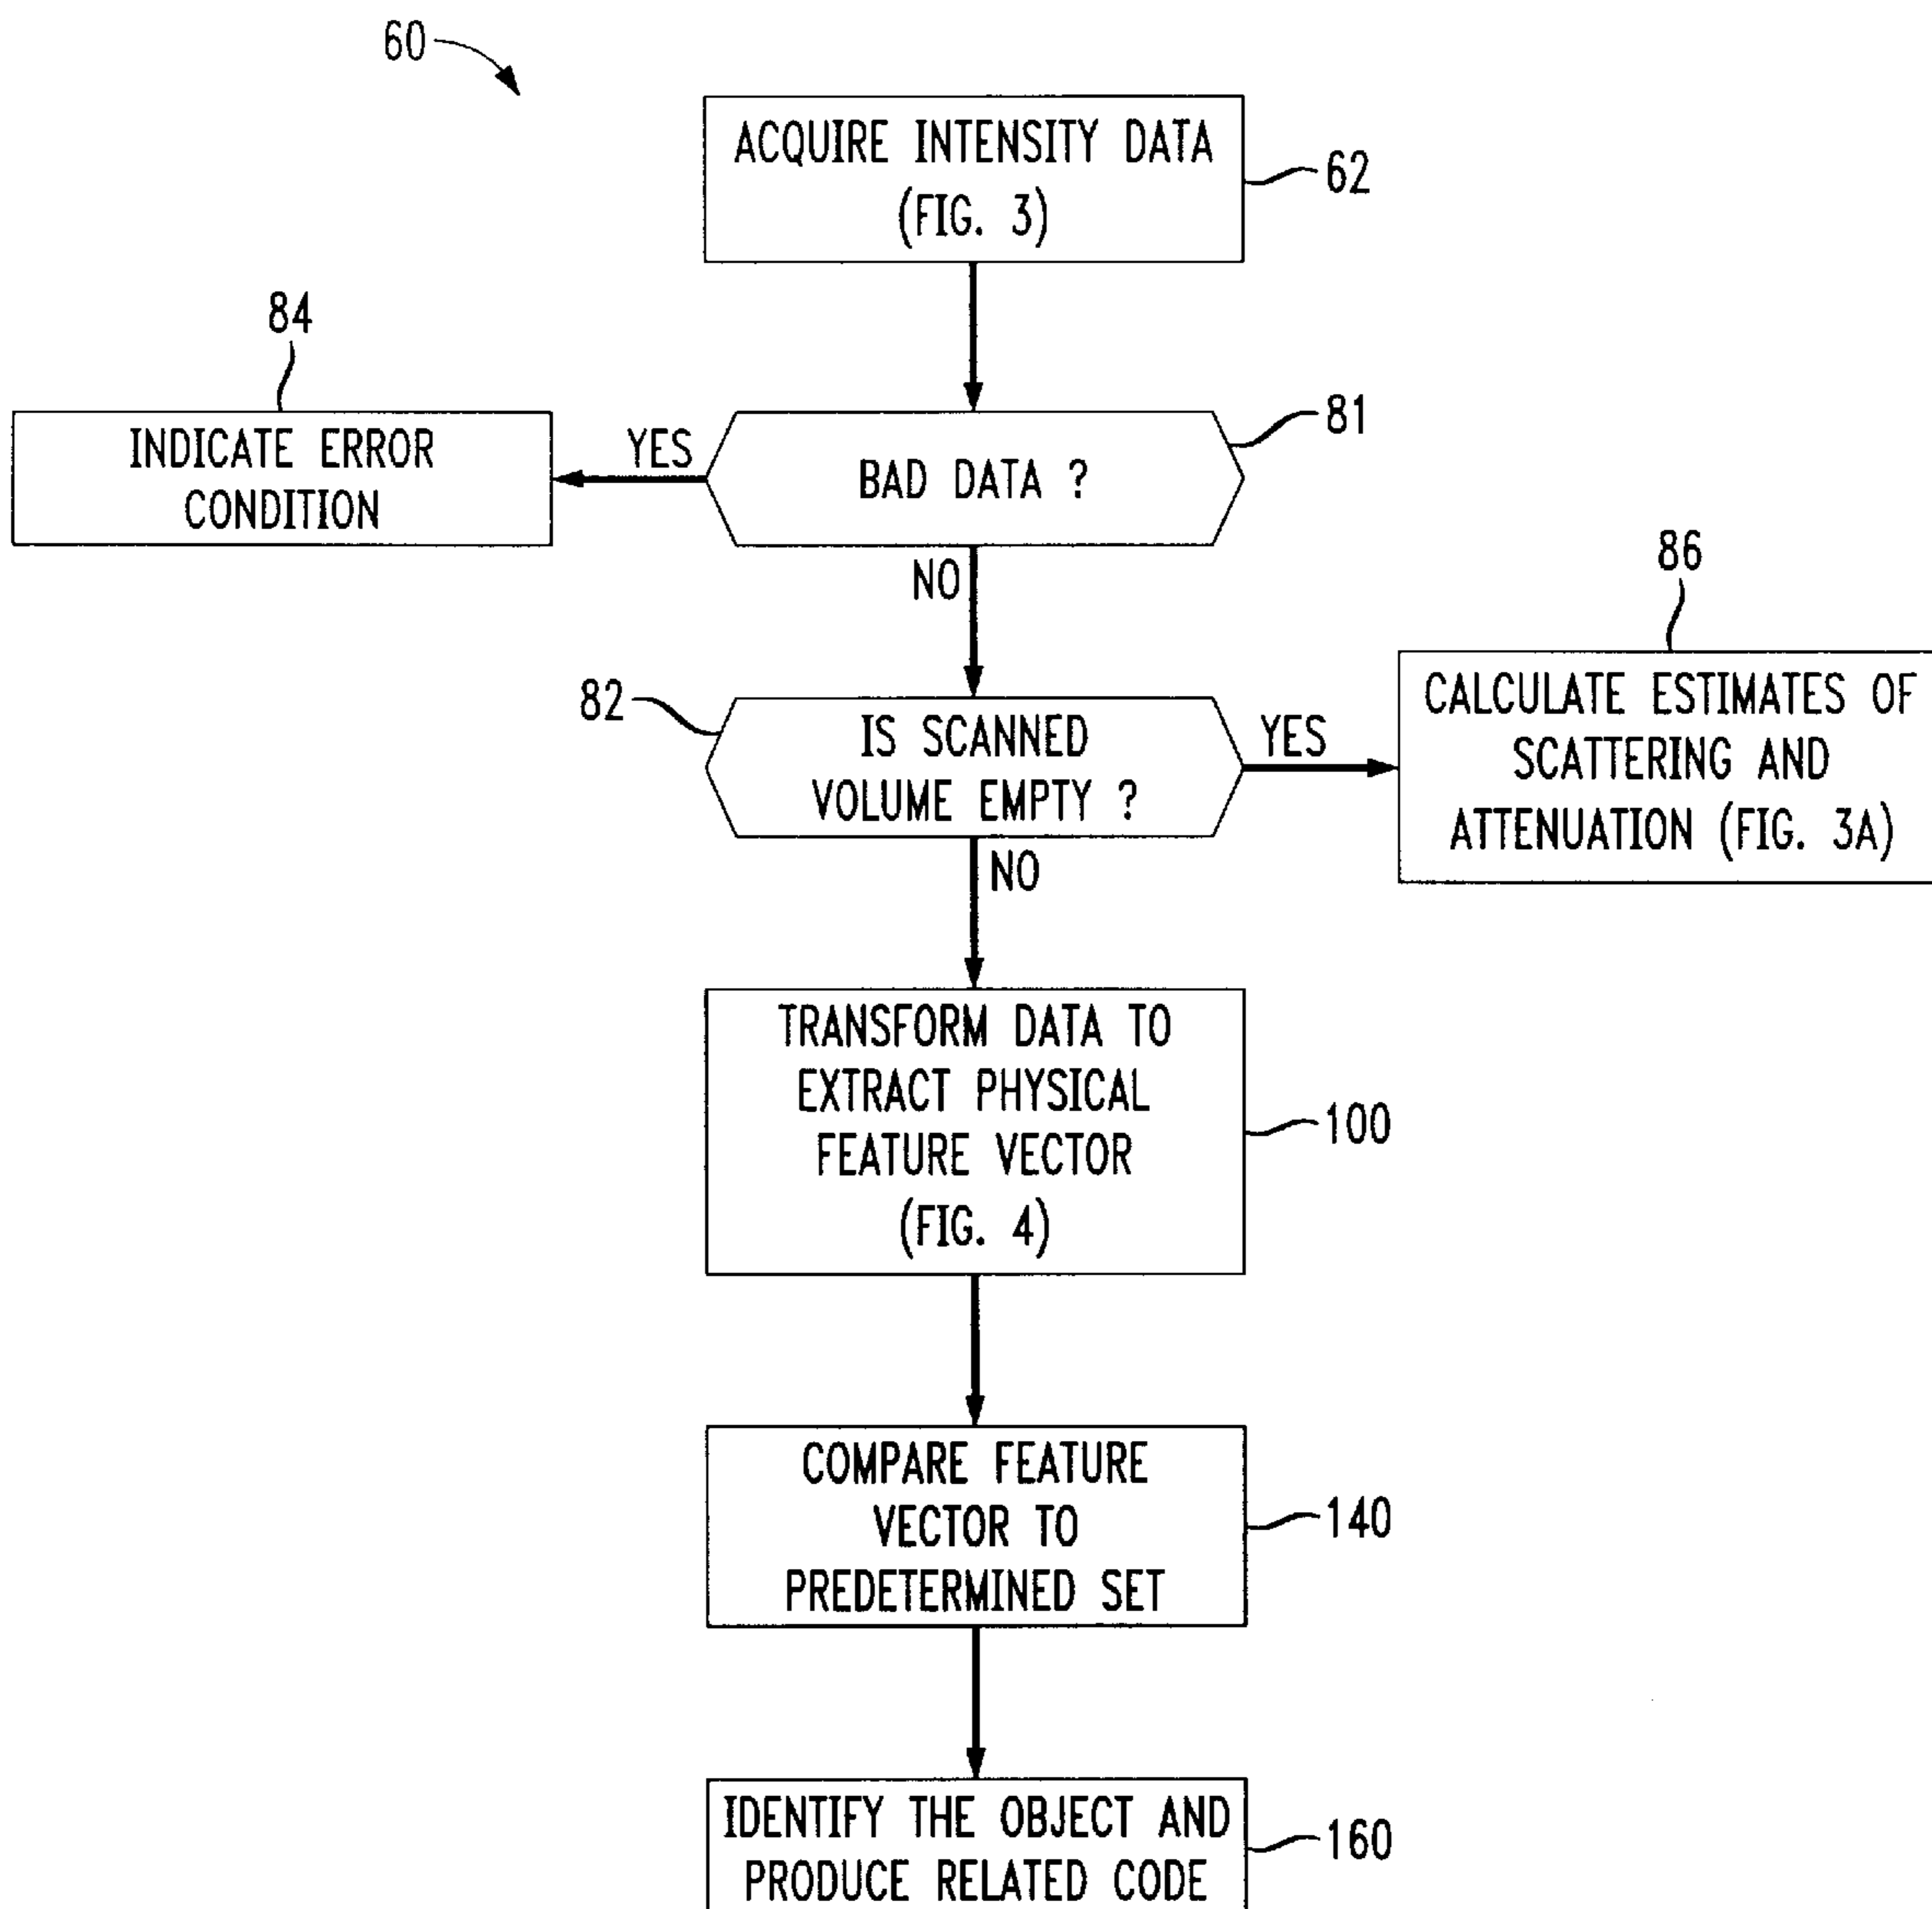 60
ACQUIRE INTENSITY DATA
(FIG. 3)
62
84
INDICATE ERROR
CONDITION
YES
BAD DATA ?
81
NO
86
82
IS SCANNED
VOLUME EMPTY ?
YES
CALCULATE ESTIMATES OF
SCATTERING AND
ATTENUATION (FIG. 3A)
NO
TRANSFORM DATA TO
EXTRACT PHYSICAL
FEATURE VECTOR
(FIG. 4)
100
COMPARE FEATURE
VECTOR TO
PREDETERMINED SET
140
IDENTIFY THE OBJECT AND
PRODUCE RELATED CODE
160